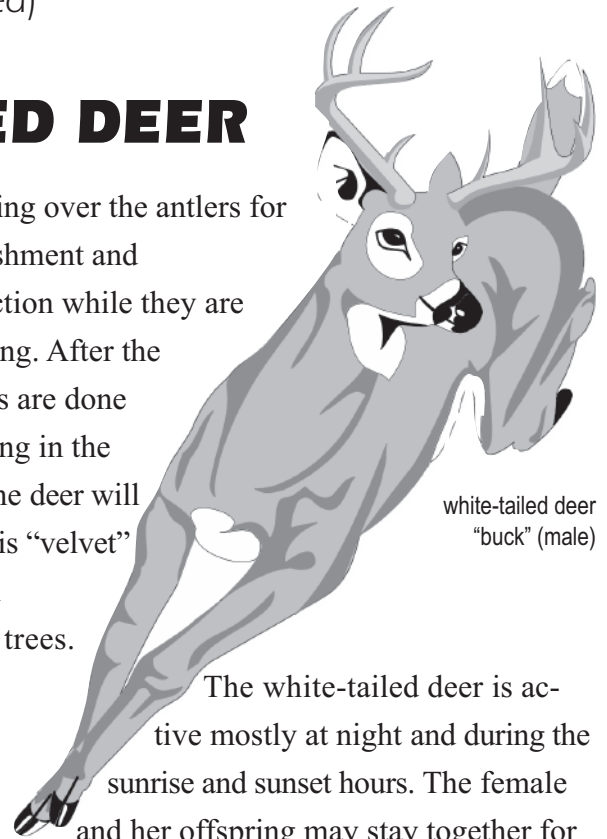 ED DEER
ing over the antlers for
shment and
ction while they are
ng. After the
s are done
ng in the
he deer will
is “velvet”
trees.
white-tailed deer
“buck” (male)
The white-tailed deer is ac-
tive mostly at night and during the
sunrise and sunset hours. The female
and her offspring may stay together for